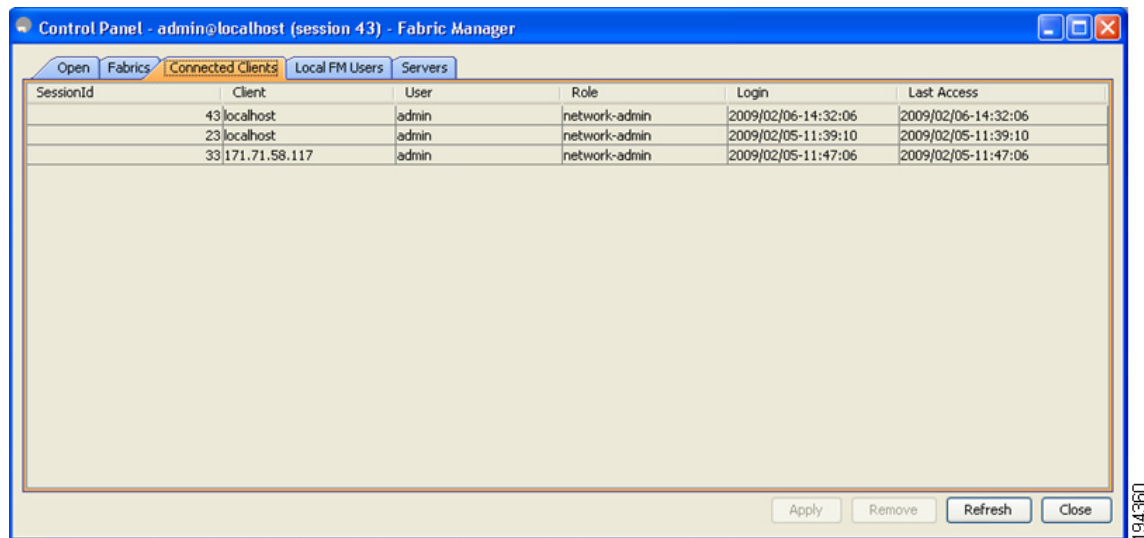 Control Panel - admin@localhost (session 43) - Fabric Manager
Open Fabrics Connected Clients Local FM Users Servers
SessionId Client User Role Login Last Access
43 localhost admin network-admin 2009/02/06-14:32:06 2009/02/06-14:32:06
23 localhost admin network-admin 2009/02/05-11:39:10 2009/02/05-11:39:10
33 171.71.58.117 admin network-admin 2009/02/05-11:47:06 2009/02/05-11:47:06
Apply Remove Refresh Close
194360